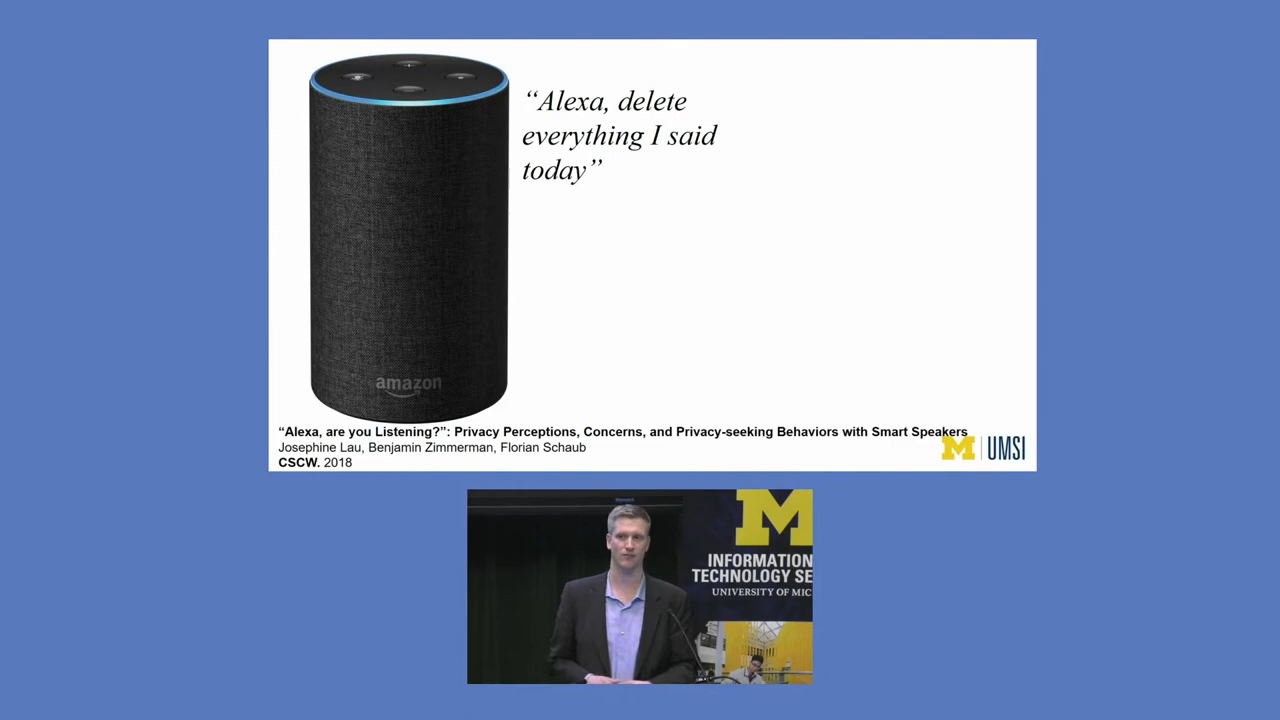 “Alexa, delete
everything I said
today”
amazon
“Alexa, are you Listening?”: Privacy Perceptions, Concerns, and Privacy-seeking Behaviors with Smart Speakers
Josephine Lau, Benjamin Zimmerman, Florian Schaub
CSCW. 2018
M | UMSI
M
INFORMATION
TECHNOLOGY SE
UNIVERSITY OF MIC